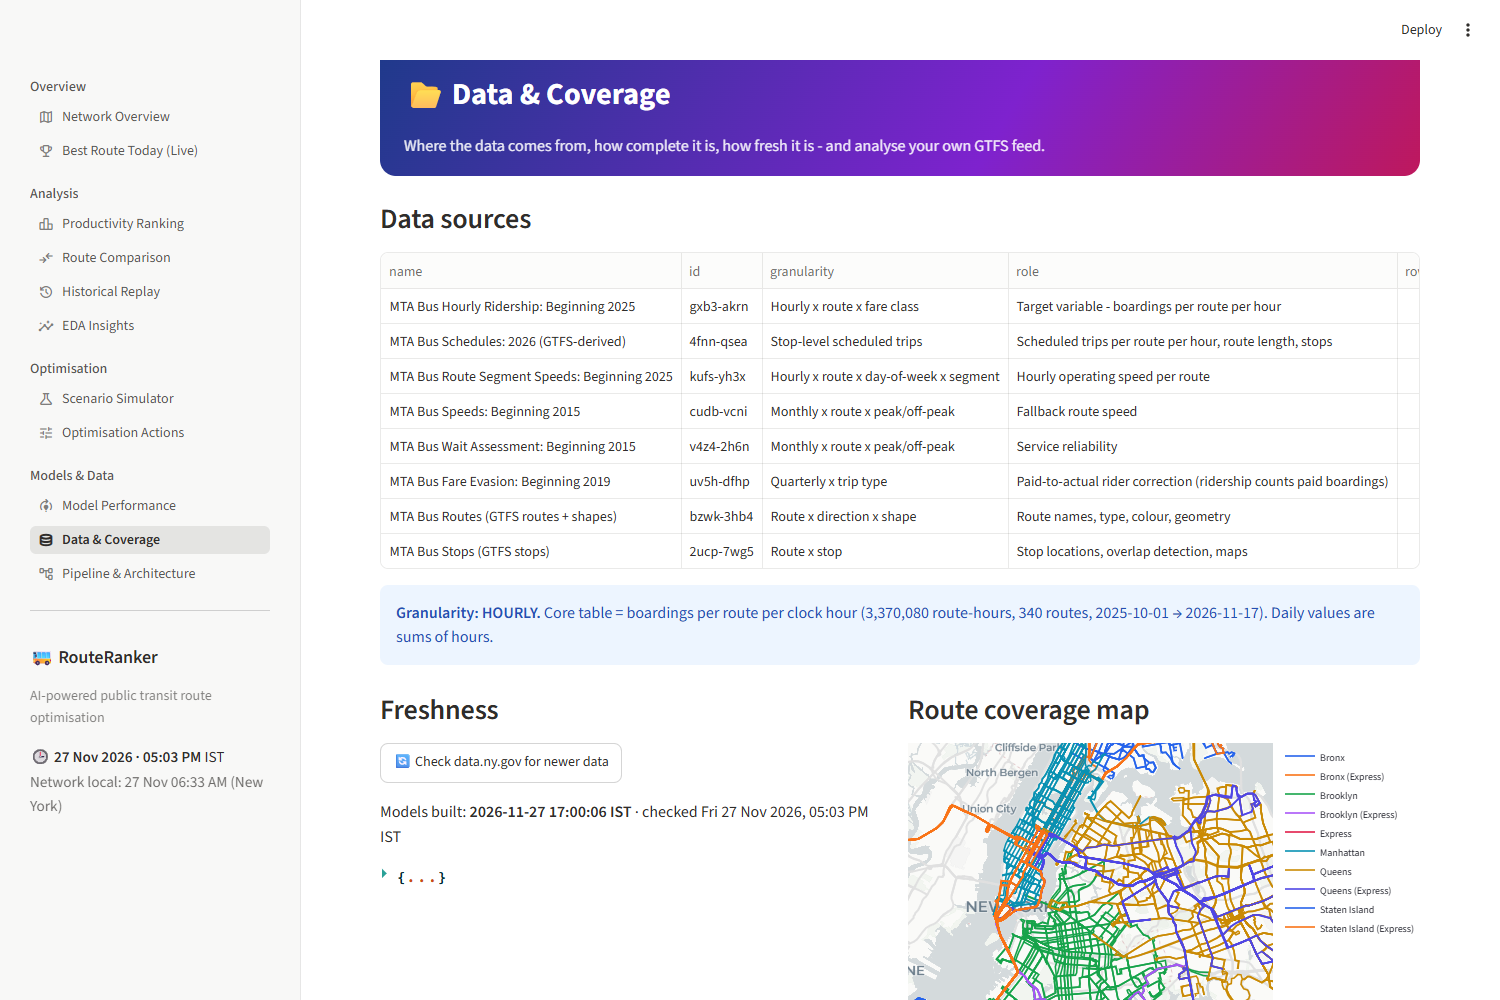 Deploy
Overview
Network Overview
Best Route Today (Live)
Analysis
Productivity Ranking
Route Comparison
Historical Replay
EDA Insights
Optimisation
Scenario Simulator
Optimisation Actions
Models & Data
Model Performance
Data & Coverage
Pipeline & Architecture
RouteRanker
AI-powered public transit route
optimisation
27 Nov 2026 · 05:03 PM IST
Network local: 27 Nov 06:33 AM (New
York)
Data & Coverage
Where the data comes from, how complete it is, how fresh it is - and analyse your own GTFS feed.
Data sources
name id granularity role
MTA Bus Hourly Ridership: Beginning 2025 gxb3-akrn Hourly x route x fare class Target variable - boardings per route per hour
MTA Bus Schedules: 2026 (GTFS-derived) 4fnn-qsea Stop-level scheduled trips Scheduled trips per route per hour, route length, stops
MTA Bus Route Segment Speeds: Beginning 2025 kufs-yh3x Hourly x route x day-of-week x segment Hourly operating speed per route
MTA Bus Speeds: Beginning 2015 cudb-vcni Monthly x route x peak/off-peak Fallback route speed
MTA Bus Wait Assessment: Beginning 2015 v4z4-2h6n Monthly x route x peak/off-peak Service reliability
MTA Bus Fare Evasion: Beginning 2019 uv5h-dfhp Quarterly x trip type Paid-to-actual rider correction (ridership counts paid boardings)
MTA Bus Routes (GTFS routes + shapes) bzwk-3hb4 Route x direction x shape Route names, type, colour, geometry
MTA Bus Stops (GTFS stops) 2ucp-7wg5 Route x stop Stop locations, overlap detection, maps
Granularity: HOURLY. Core table = boardings per route per clock hour (3,370,080 route-hours, 340 routes, 2025-10-01 → 2026-11-17). Daily values are
sums of hours.
Freshness
Check data.ny.gov for newer data
Models built: 2026-11-27 17:00:06 IST · checked Fri 27 Nov 2026, 05:03 PM
IST
{...}
Route coverage map
Cliffside Park
North Bergen
Union City
Bronx
Bronx (Express)
Brooklyn
Brooklyn (Express)
Express
Manhattan
Queens
Queens (Express)
Staten Island
Staten Island (Express)